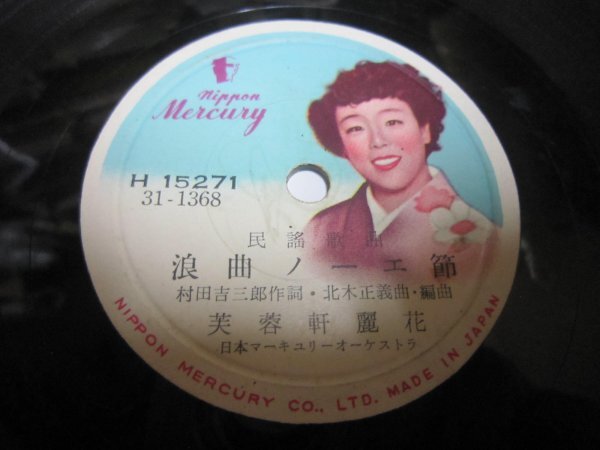 Nippon
Mercury
H 15271
31-1368
民謠歌曲
浪曲ノーエ節
村田吉三郎作詞・北木正義曲・編曲
芙蓉軒麗花
日本マーキュリーオーケストラ
NIPPON MERCURY CO., LTD. MADE IN JAPAN